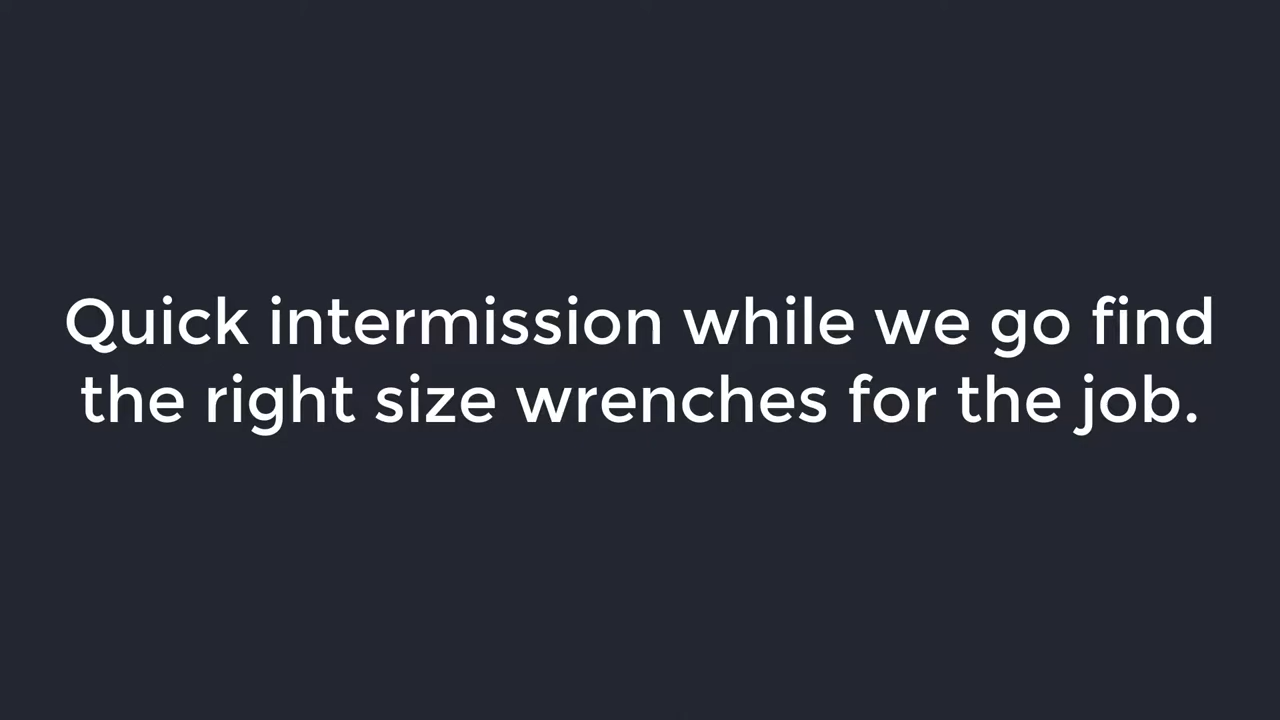 Quick intermission while we go find
the right size wrenches for the job.